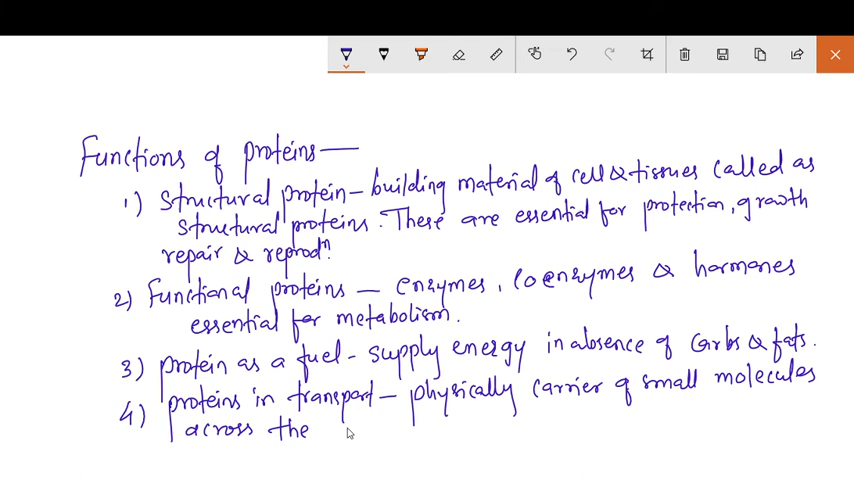 Functions of proteins —
1) Structural protein - building material of cell & tissues called as
structural proteins. These are essential for protection, growth
repair & reprodⁿ.
2) Functional proteins — enzymes, coenzymes & harmones
essential for metabolism.
3) protein as a fuel - supply energy in absence of Carbs & fats.
4) proteins in transport - physically carrier of small molecules
across the